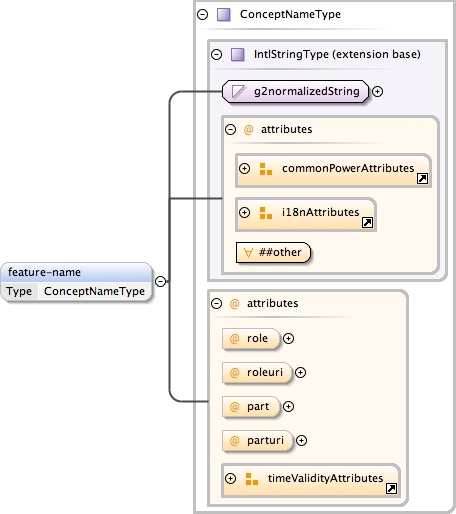 ConceptNameType
IntlStringType (extension base)
g2normalizedString
@ attributes
commonPowerAttributes
i18nAttributes
##other
feature-name
Type ConceptNameType
@ attributes
@ role
@ roleuri
@ part
@ parturi
timeValidityAttributes